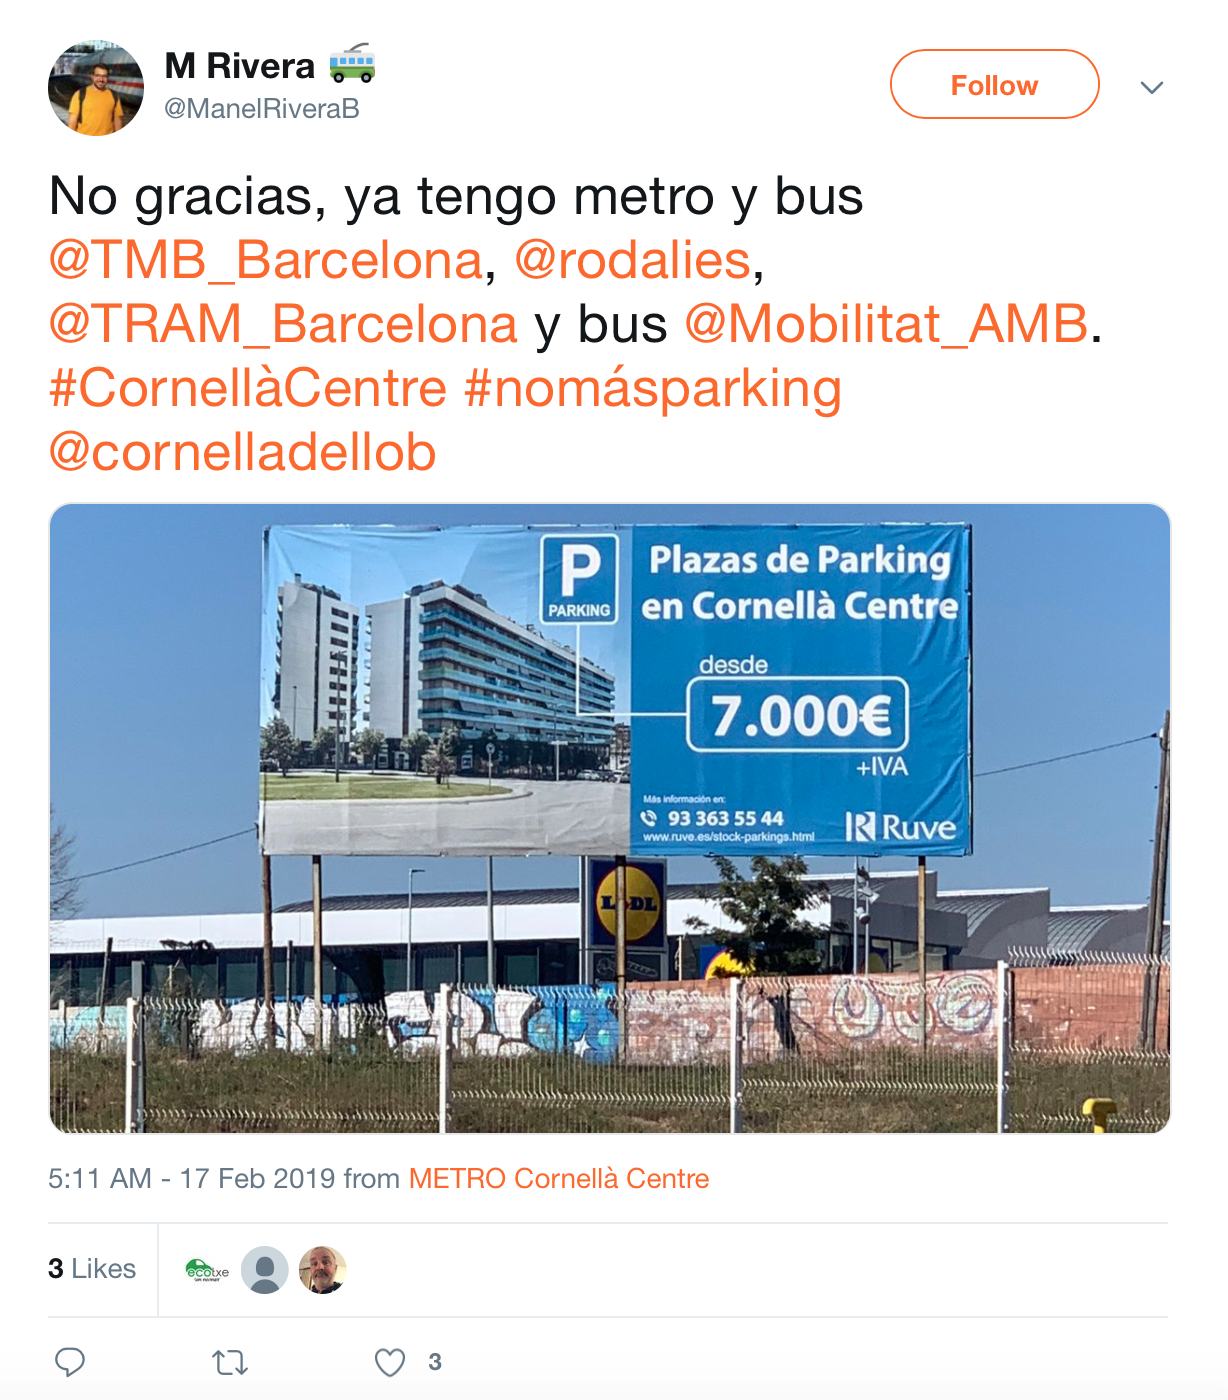 M Rivera
@ManelRiveraB
Follow
No gracias, ya tengo metro y bus
@TMB_Barcelona, @rodalies,
@TRAM_Barcelona y bus @Mobilitat_AMB.
#CornellàCentre #nomásparking
@cornelladellob
P
PARKING
Plazas de Parking
en Cornellà Centre
desde
7.000€
+IVA
Más información en:
93 363 55 44
www.ruve.es/stock-parkings.html
R Ruve
LIDL
5:11 AM - 17 Feb 2019 from METRO Cornellà Centre
3 Likes
ecotxe
3